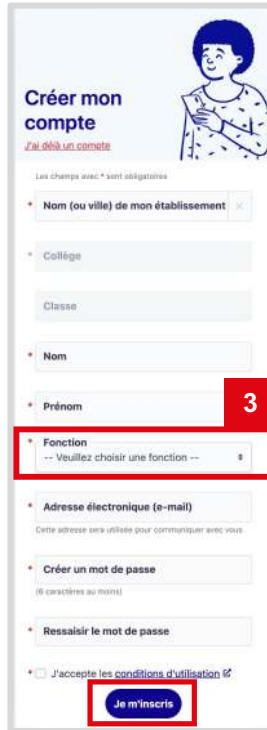 Créer mon
compte
J'ai déjà un compte
Les champs avec * sont obligatoires
* Nom (ou ville) de mon établissement ×
* Collège
Classe
* Nom
* Prénom
3
* Fonction
-- Veuillez choisir une fonction --
* Adresse électronique (e-mail)
Cette adresse sera utilisée pour communiquer avec vous
* Créer un mot de passe
(6 caractères au moins)
* Ressaisir le mot de passe
* J'accepte les conditions d'utilisation
Je m'inscris